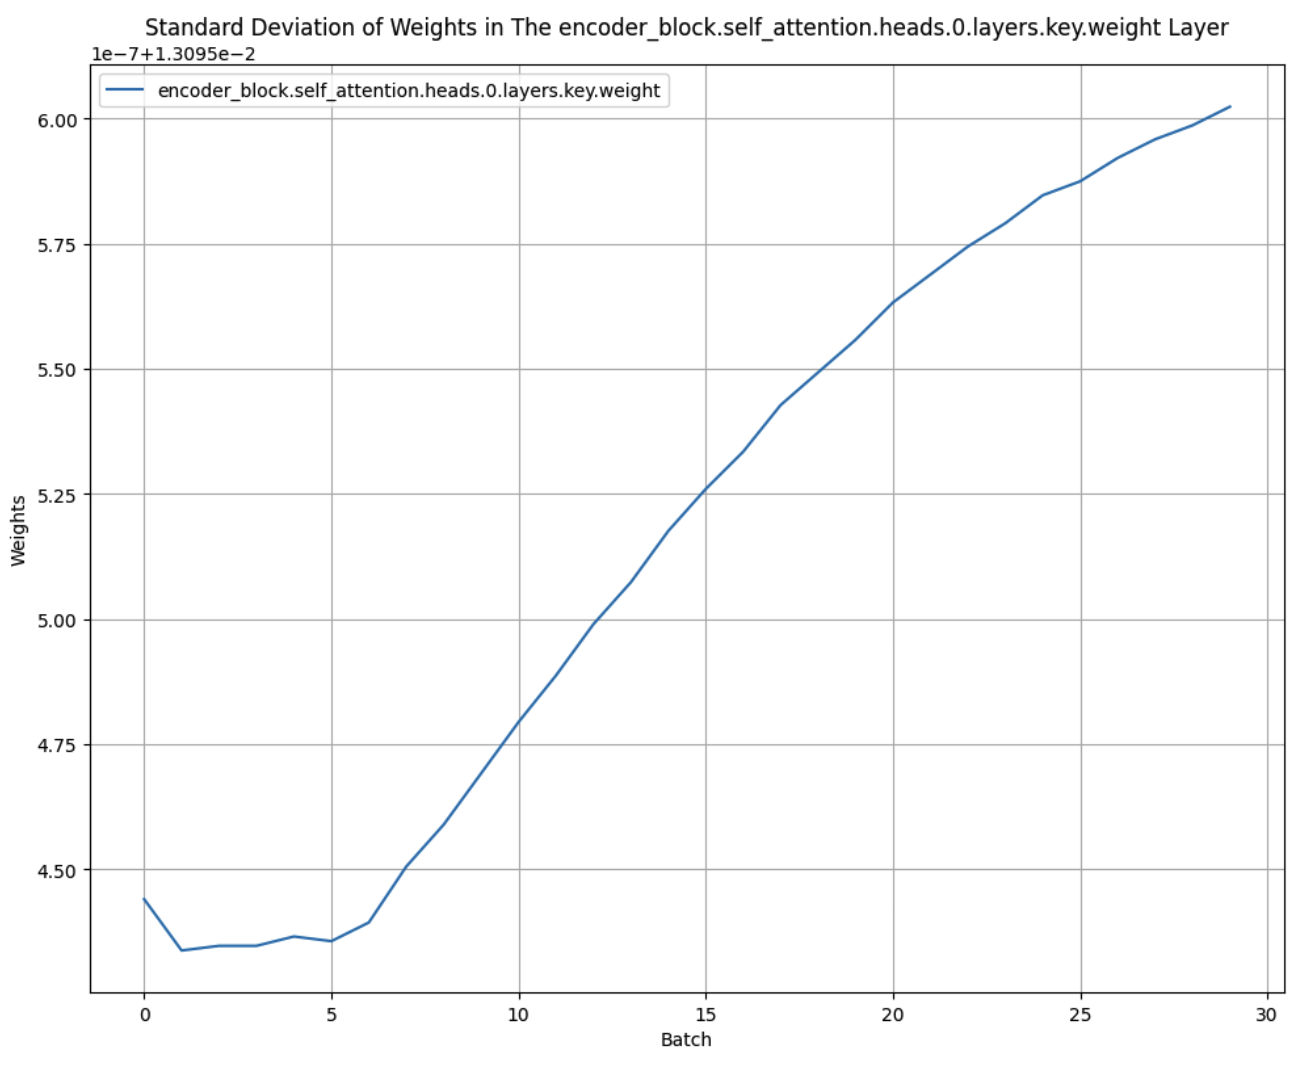 Standard Deviation of Weights in The encoder_block.self_attention.heads.0.layers.key.weight Layer
1e−7+1.3095e−2
encoder_block.self_attention.heads.0.layers.key.weight
6.00
5.75
5.50
5.25
5.00
4.75
4.50
Weights
0 5 10 15 20 25 30
Batch